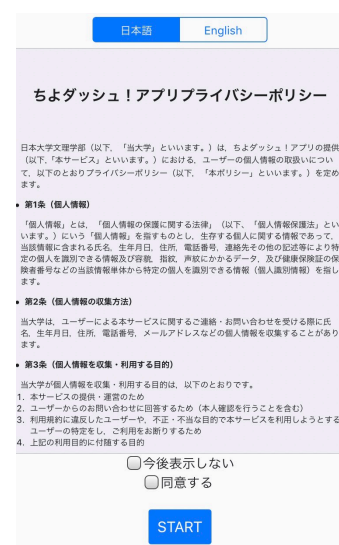 日本語 English
ちよダッシュ！アプリプライバシーポリシー
日本大学文理学部（以下，「当大学」といいます。）は，ちよダッシュ！アプリの提供
（以下,「本サービス」といいます。）における，ユーザーの個人情報の取扱いについ
て，以下のとおりプライバシーポリシー（以下，「本ポリシー」といいます。）を定め
ます。
• 第1条（個人情報）
「個人情報」とは，「個人情報の保護に関する法律」（以下，「個人情報保護法」とい
います。）にいう「個人情報」を指すものとし，生存する個人に関する情報であって，
当該情報に含まれる氏名，生年月日，住所，電話番号，連絡先その他の記述等により特
定の個人を識別できる情報及び容貌，指紋，声紋にかかるデータ，及び健康保険証の保
険者番号などの当該情報単体から特定の個人を識別できる情報（個人識別情報）を指し
ます。
• 第2条（個人情報の収集方法）
当大学は，ユーザーによる本サービスに関するご連絡・お問い合わせを受ける際に氏
名，生年月日，住所，電話番号，メールアドレスなどの個人情報を収集することがあり
ます。
• 第3条（個人情報を収集・利用する目的）
当大学が個人情報を収集・利用する目的は，以下のとおりです。
1. 本サービスの提供・運営のため
2. ユーザーからのお問い合わせに回答するため（本人確認を行うことを含む）
3. 利用規約に違反したユーザーや，不正・不当な目的で本サービスを利用しようとする
ユーザーの特定をし，ご利用をお断りするため
4. 上記の利用目的に付随する目的
今後表示しない
同意する
START